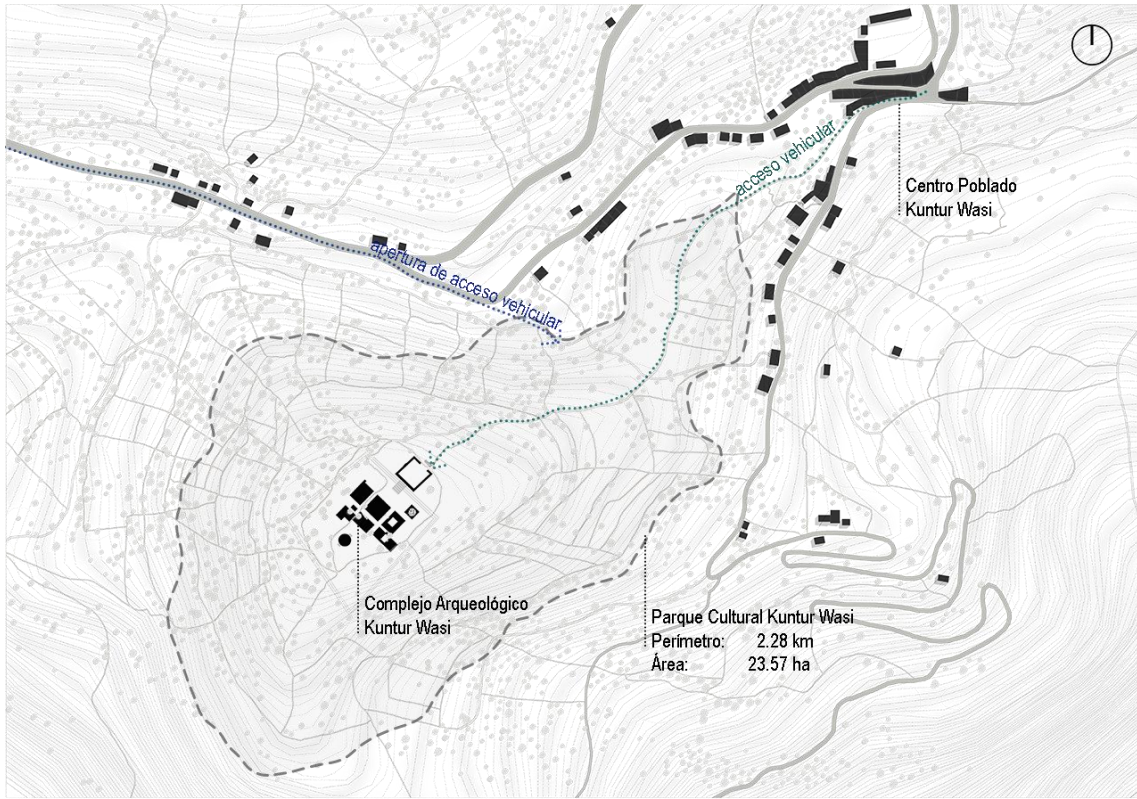 acceso vehicular
Centro Poblado
Kuntur Wasi
apertura de acceso vehicular
Complejo Arqueológico
Kuntur Wasi
Parque Cultural Kuntur Wasi
Perímetro: 2.28 km
Área: 23.57 ha